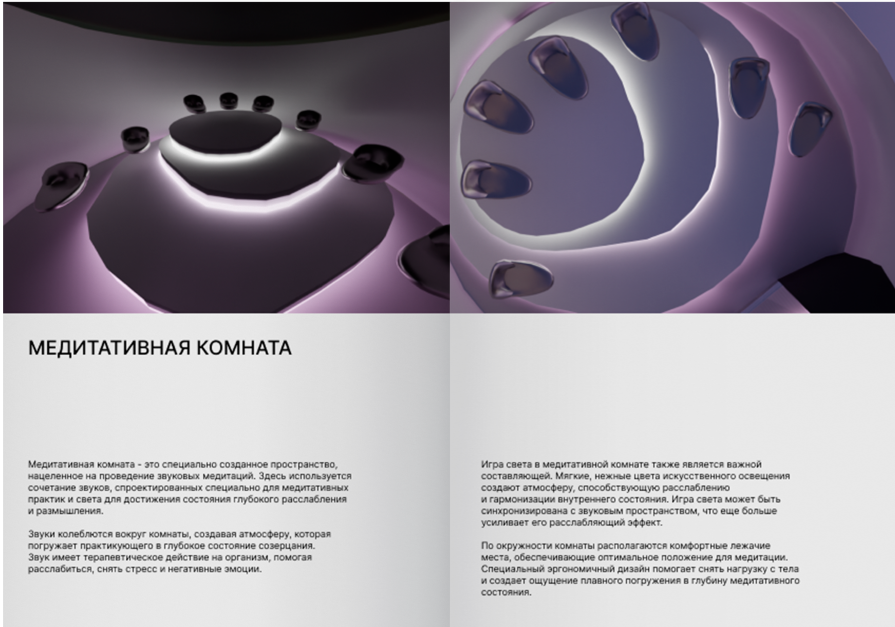 МЕДИТАТИВНАЯ КОМНАТА
Медитативная комната - это специально созданное пространство,
нацеленное на проведение звуковых медитаций. Здесь используется
сочетание звуков, спроектированных специально для медитативных
практик и света для достижения состояния глубокого расслабления
и размышления.
Звуки колеблются вокруг комнаты, создавая атмосферу, которая
погружает практикующего в глубокое состояние созерцания.
Звук имеет терапевтическое действие на организм, помогая
расслабиться, снять стресс и негативные эмоции.
Игра света в медитативной комнате также является важной
составляющей. Мягкие, нежные цвета искусственного освещения
создают атмосферу, способствующую расслаблению
и гармонизации внутреннего состояния. Игра света может быть
синхронизирована с звуковым пространством, что еще больше
усиливает его расслабляющий эффект.
По окружности комнаты располагаются комфортные лежачие
места, обеспечивающие оптимальное положение для медитации.
Специальный эргономичный дизайн помогает снять нагрузку с тела
и создает ощущение плавного погружения в глубину медитативного
состояния.